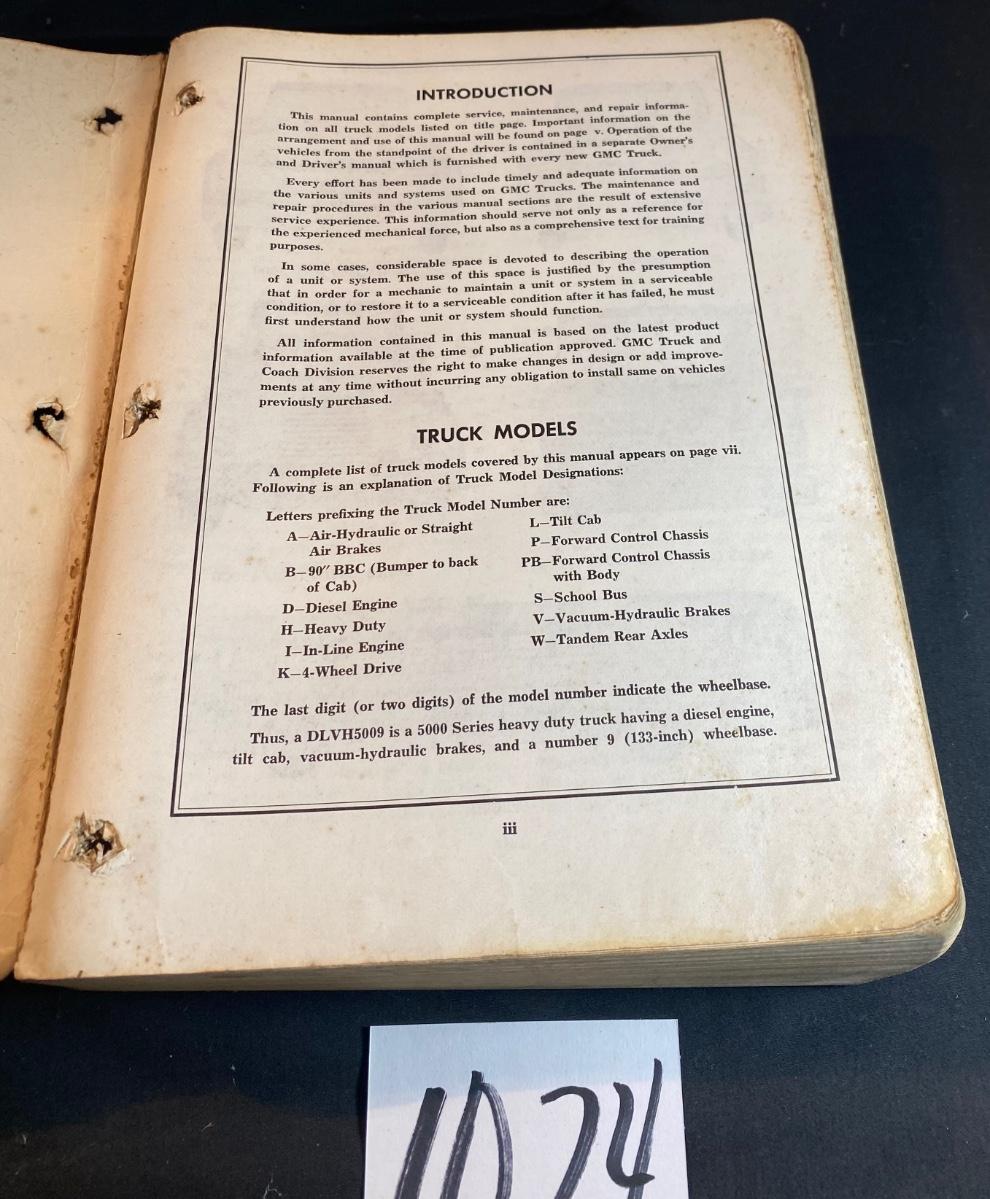 INTRODUCTION
This manual contains complete service, maintenance, and repair informa-
tion on all truck models listed on title page. Important information on the
arrangement and use of this manual will be found on page v. Operation of the
vehicles from the standpoint of the driver is contained in a separate Owner's
and Driver's manual which is furnished with every new GMC Truck.
Every effort has been made to include timely and adequate information on
the various units and systems used on GMC Trucks. The maintenance and
repair procedures in the various manual sections are the result of extensive
service experience. This information should serve not only as a reference for
the experienced mechanical force, but also as a comprehensive text for training
purposes.
In some cases, considerable space is devoted to describing the operation
of a unit or system. The use of this space is justified by the presumption
that in order for a mechanic to maintain a unit or system in a serviceable
condition, or to restore it to a serviceable condition after it has failed, he must
first understand how the unit or system should function.
All information contained in this manual is based on the latest product
information available at the time of publication approved. GMC Truck and
Coach Division reserves the right to make changes in design or add improve-
ments at any time without incurring any obligation to install same on vehicles
previously purchased.
TRUCK MODELS
A complete list of truck models covered by this manual appears on page vii.
Following is an explanation of Truck Model Designations:
Letters prefixing the Truck Model Number are:
A—Air-Hydraulic or Straight
Air Brakes
B—90″ BBC (Bumper to back
of Cab)
D—Diesel Engine
H—Heavy Duty
I—In-Line Engine
K—4-Wheel Drive
L—Tilt Cab
P—Forward Control Chassis
PB—Forward Control Chassis
with Body
S—School Bus
V—Vacuum-Hydraulic Brakes
W—Tandem Rear Axles
The last digit (or two digits) of the model number indicate the wheelbase.
Thus, a DLVH5009 is a 5000 Series heavy duty truck having a diesel engine,
tilt cab, vacuum-hydraulic brakes, and a number 9 (133-inch) wheelbase.
iii
1024